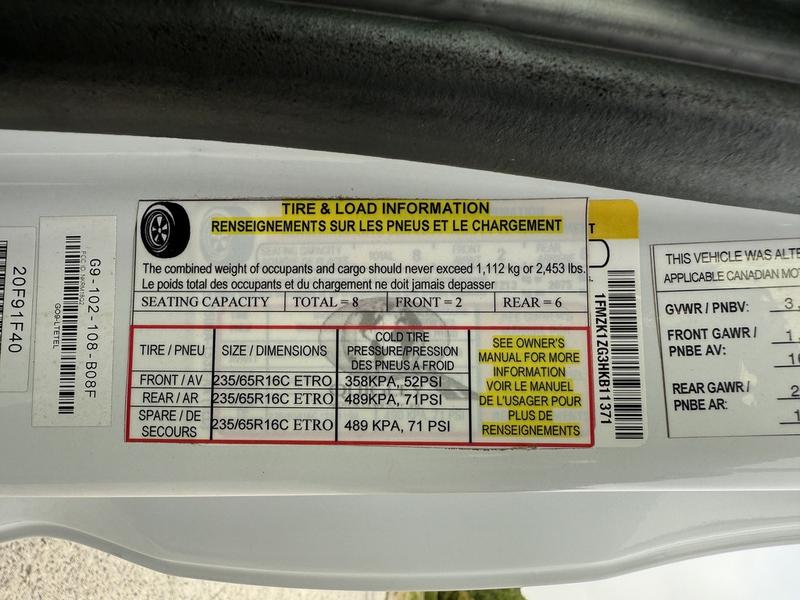 TIRE & LOAD INFORMATION
RENSEIGNEMENTS SUR LES PNEUS ET LE CHARGEMENT
The combined weight of occupants and cargo should never exceed 1,112 kg or 2,453 lbs.
Le poids total des occupants et du chargement ne doit jamais depasser
SEATING CAPACITY TOTAL = 8 FRONT = 2 REAR = 6
TIRE / PNEU SIZE / DIMENSIONS COLD TIRE PRESSURE/PRESSION DES PNEUS A FROID
FRONT / AV 235/65R16C ETRO 358KPA, 52PSI
REAR / AR 235/65R16C ETRO 489KPA, 71PSI
SPARE / DE SECOURS 235/65R16C ETRO 489 KPA, 71 PSI
SEE OWNER'S
MANUAL FOR MORE
INFORMATION
VOIR LE MANUEL
DE L'USAGER POUR
PLUS DE
RENSEIGNEMENTS
20F61F40
G9-102-108-B08F
GO9-LTETEL
1FMZK1ZG3HKB11371
THIS VEHICLE WAS ALTE
APPLICABLE CANADIAN MOT
GVWR / PNBV: 3,
FRONT GAWR /
PNBE AV:
REAR GAWR /
PNBE AR: